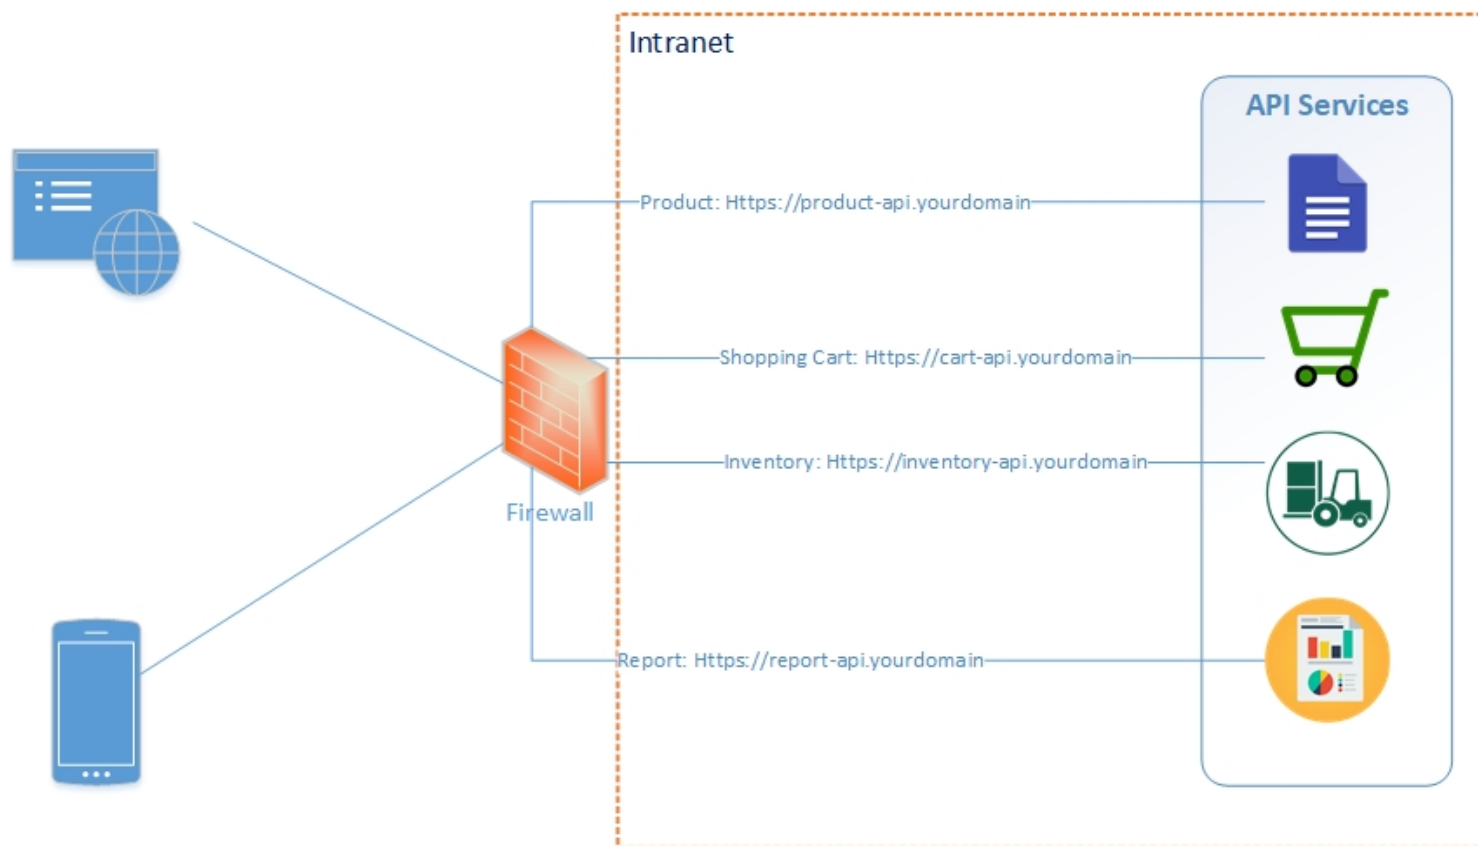 Intranet
API Services
Product: Https://product-api.yourdomain
Shopping Cart: Https://cart-api.yourdomain
Inventory: Https://inventory-api.yourdomain
Firewall
Report: Https://report-api.yourdomain